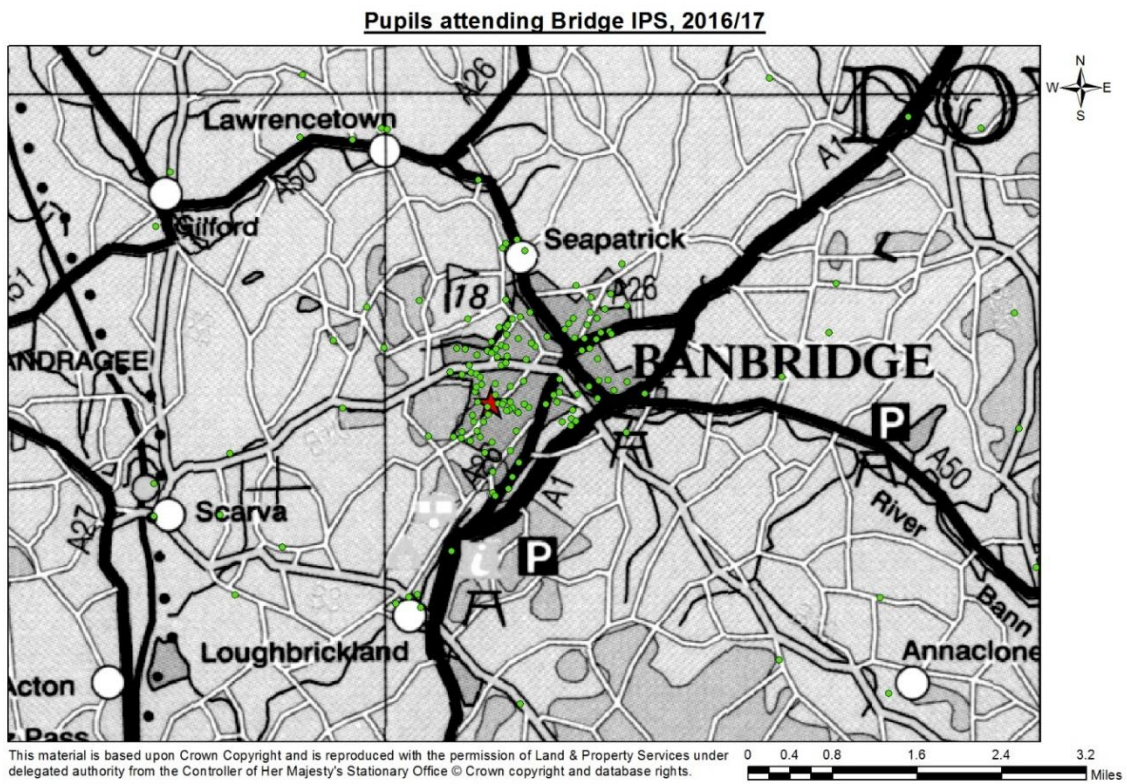 Pupils attending Bridge IPS, 2016/17
N
W E
S
DO
A26
Lawrencetown
A1
A50
Gilford
Seapatrick
A51
18
A26
ANDRAGEE
BANBRIDGE
P
A26
A50
Scarva
A1
River
A27
P
i
Bann
Loughbrickland
Annaclone
Acton
Pass
This material is based upon Crown Copyright and is reproduced with the permission of Land & Property Services under
delegated authority from the Controller of Her Majesty's Stationary Office © Crown copyright and database rights.
0 0.4 0.8 1.6 2.4 3.2
Miles